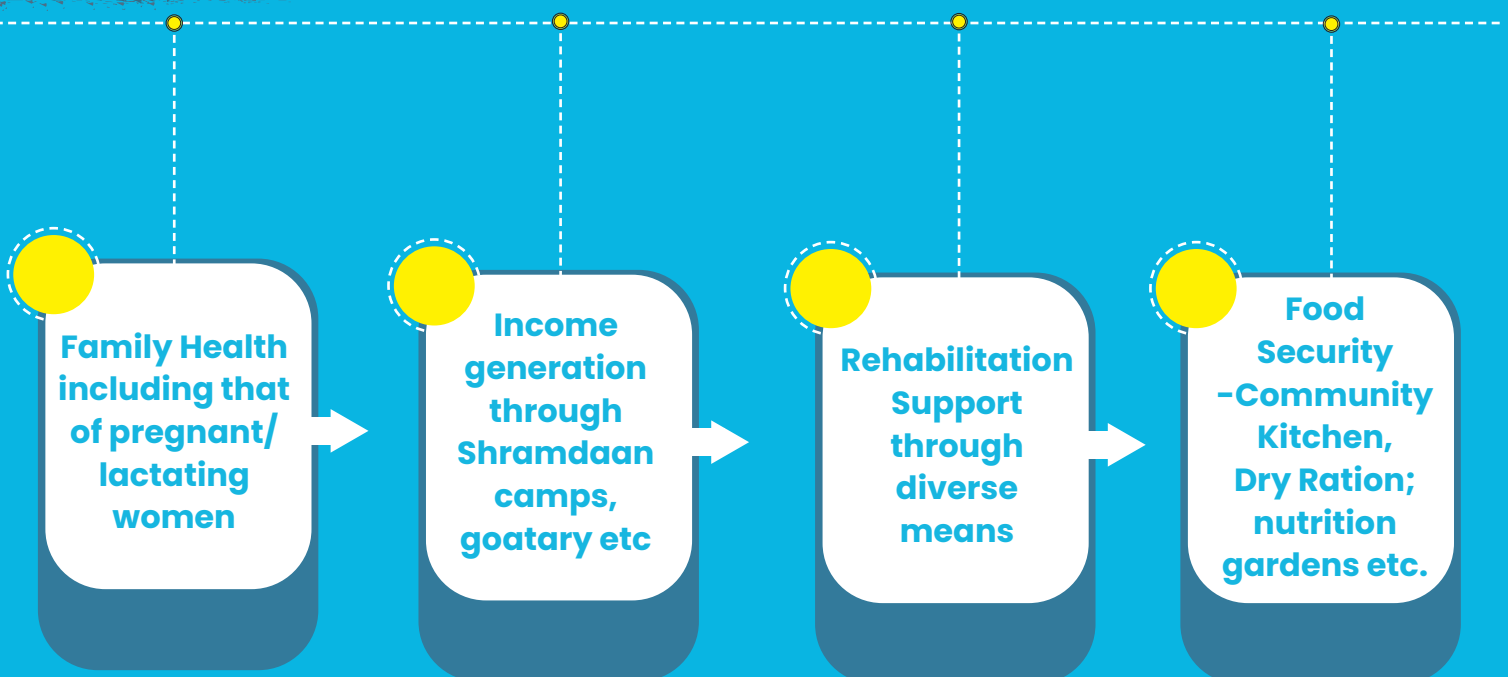 Family Health
including that
of pregnant/
lactating
women
Income
generation
through
Shramdaan
camps,
goatary etc
Rehabilitation
Support
through
diverse
means
Food
Security
-Community
Kitchen,
Dry Ration;
nutrition
gardens etc.